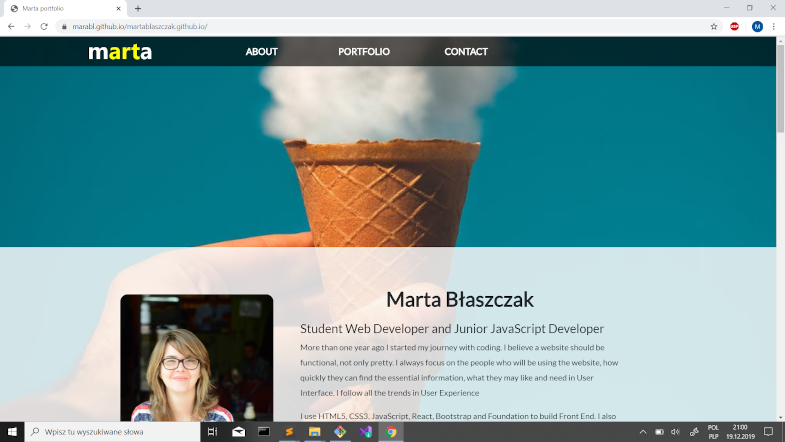 Marta portfolio
marabl.github.io/martablaszczak.github.io/
ABP
M
marta
ABOUT
PORTFOLIO
CONTACT
Marta Błaszczak
Student Web Developer and Junior JavaScript Developer
More than one year ago I started my journey with coding. I believe a website should be
functional, not only pretty. I always focus on the people who will be using the website, how
quickly they can find the essential information, what they may like and need in User
Interface. I follow all the trends in User Experience
I use HTML5, CSS3, JavaScript, React, Bootstrap and Foundation to build Front End. I also
Wpisz tu wyszukiwane słowa
POL
PLP
21:00
19.12.2019